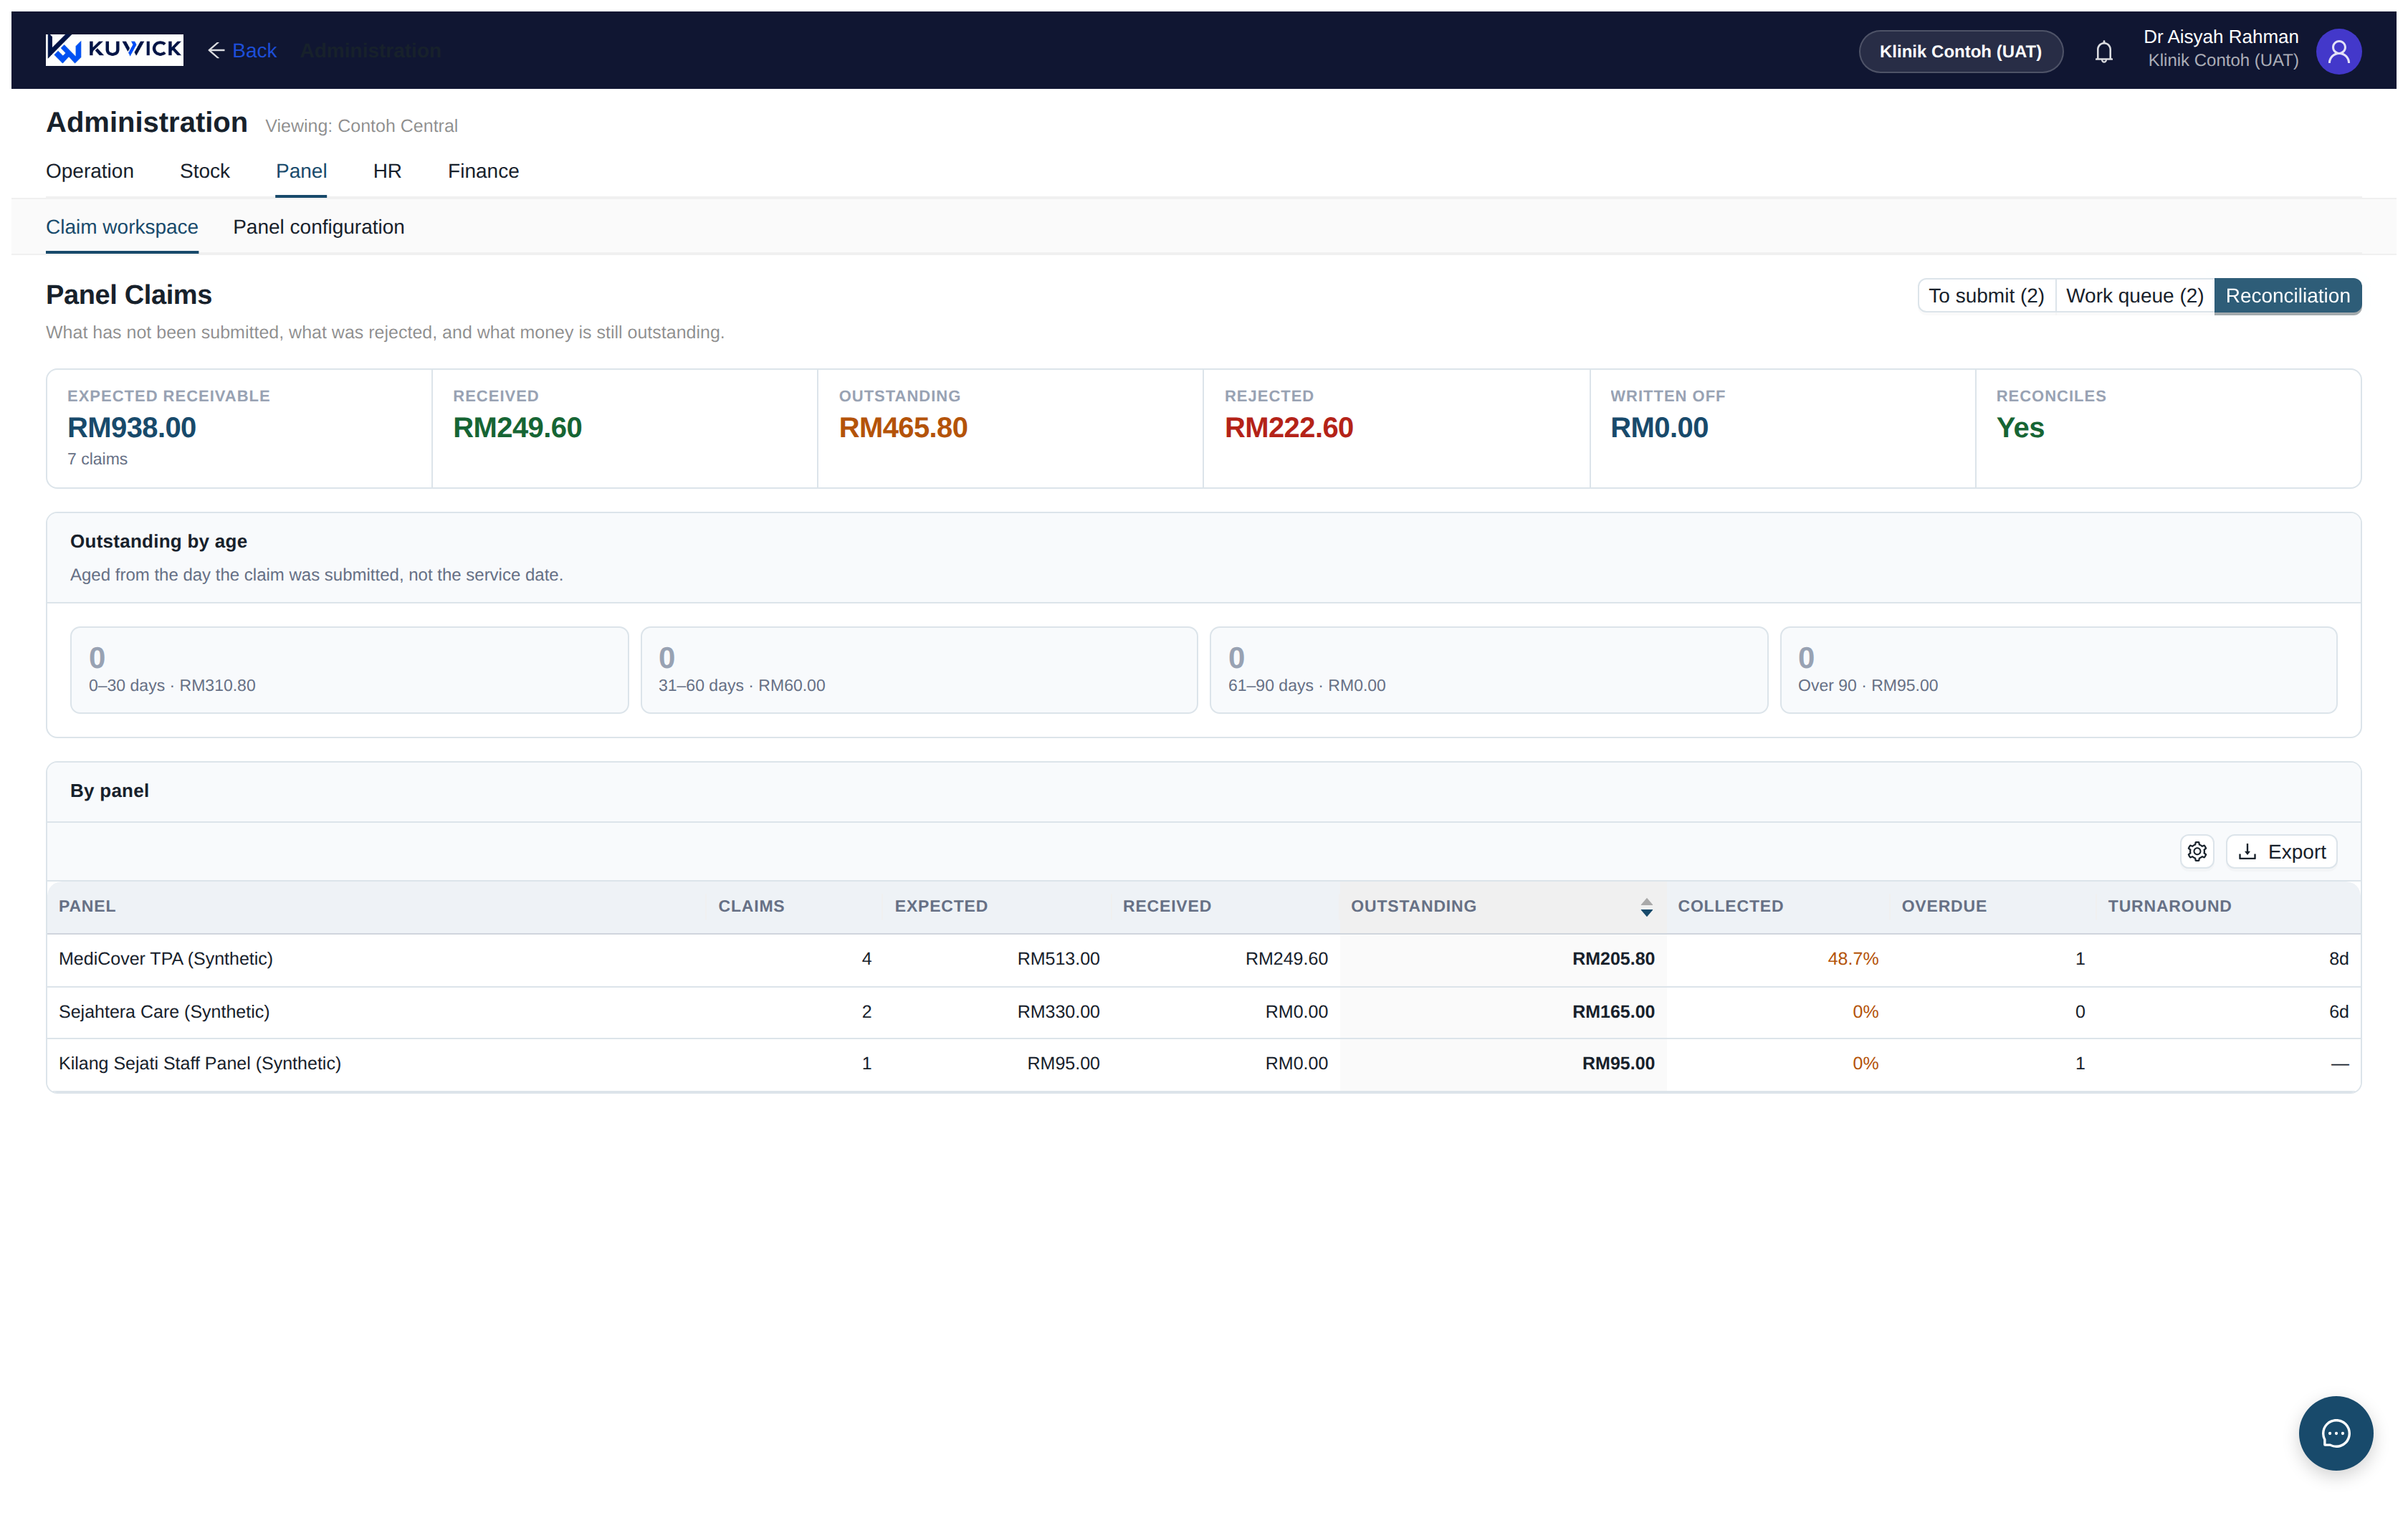 KUWICK
Back
Administration
Klinik Contoh (UAT)
Dr Aisyah Rahman
Klinik Contoh (UAT)
Administration
Viewing: Contoh Central
Operation
Stock
Panel
HR
Finance
Claim workspace
Panel configuration
Panel Claims
To submit (2)
Work queue (2)
Reconciliation
What has not been submitted, what was rejected, and what money is still outstanding.
EXPECTED RECEIVABLE
RM938.00
7 claims
RECEIVED
RM249.60
OUTSTANDING
RM465.80
REJECTED
RM222.60
WRITTEN OFF
RM0.00
RECONCILES
Yes
Outstanding by age
Aged from the day the claim was submitted, not the service date.
0
0–30 days · RM310.80
0
31–60 days · RM60.00
0
61–90 days · RM0.00
0
Over 90 · RM95.00
By panel
Export
PANEL CLAIMS EXPECTED RECEIVED OUTSTANDING COLLECTED OVERDUE TURNAROUND
MediCover TPA (Synthetic) 4 RM513.00 RM249.60 RM205.80 48.7% 1 8d
Sejahtera Care (Synthetic) 2 RM330.00 RM0.00 RM165.00 0% 0 6d
Kilang Sejati Staff Panel (Synthetic) 1 RM95.00 RM0.00 RM95.00 0% 1 —